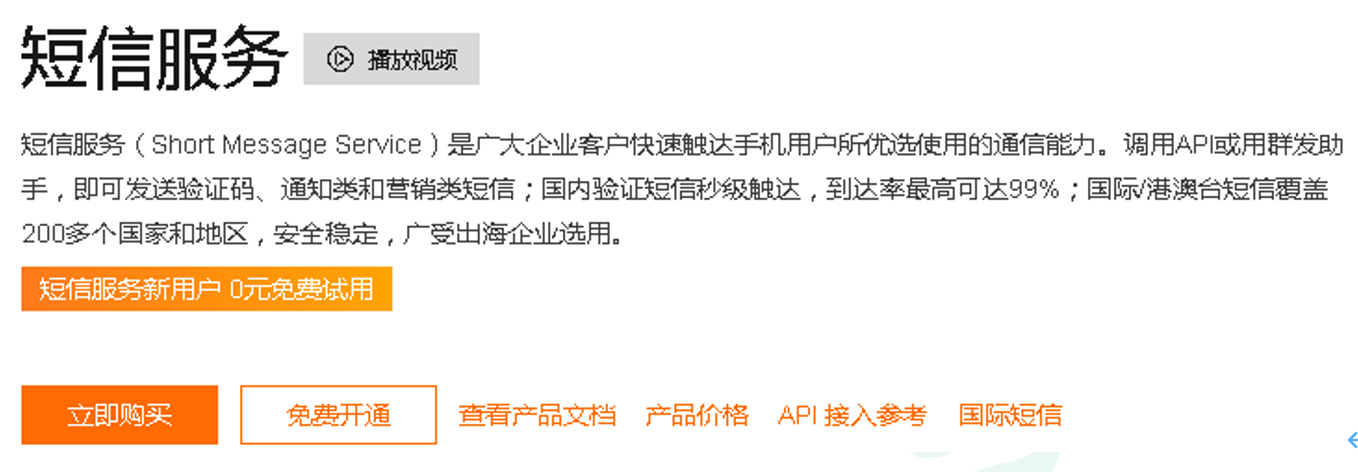 短信服务 播放视频
短信服务（Short Message Service）是广大企业客户快速触达手机用户所优选使用的通信能力。调用API或用群发助
手，即可发送验证码、通知类和营销类短信；国内验证短信秒级触达，到达率最高可达99%；国际/港澳台短信覆盖
200多个国家和地区，安全稳定，广受出海企业选用。
短信服务新用户 0元免费试用
立即购买 免费开通 查看产品文档 产品价格 API 接入参考 国际短信